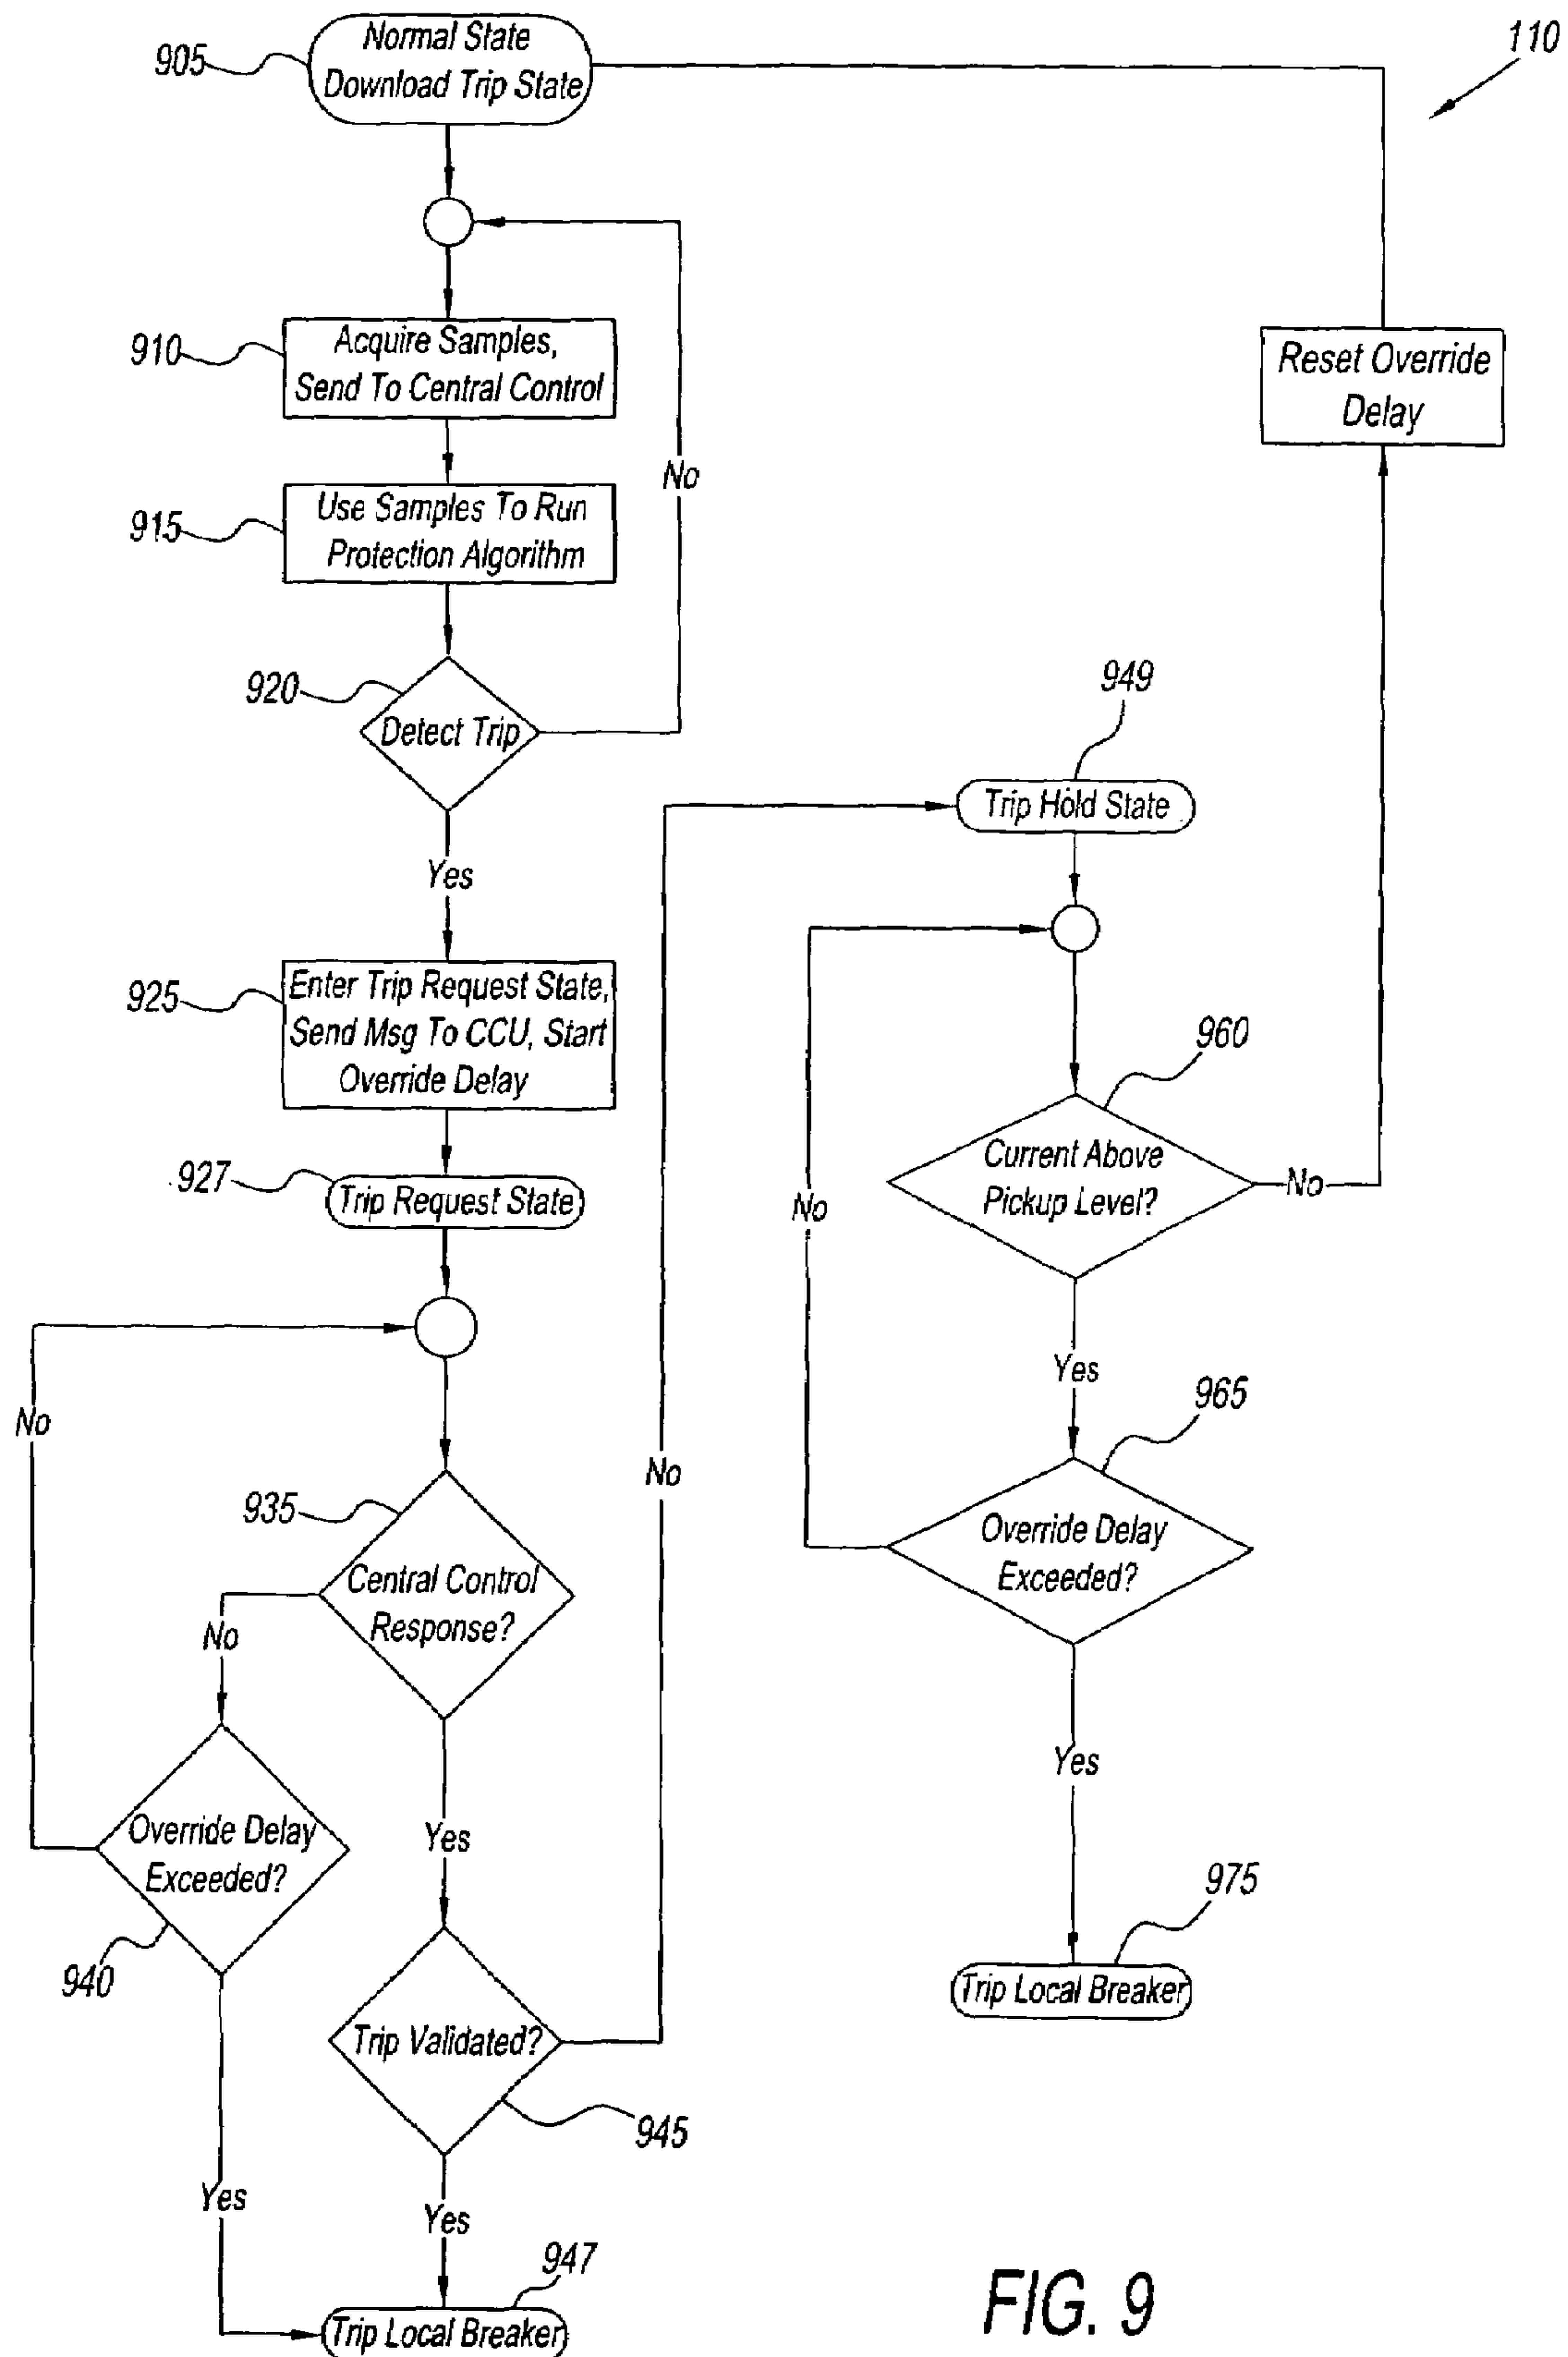 110
905
Normal State
Download Trip State
910
Acquire Samples,
Send To Central Control
Reset Override
Delay
No
915
Use Samples To Run
Protection Algorithm
920
Detect Trip
949
Trip Hold State
Yes
925
Enter Trip Request State,
Send Msg To CCU, Start
Override Delay
960
Current Above
Pickup Level?
No
927
Trip Request State
No
Yes
No
965
No
935
Central Control
Response?
Override Delay
Exceeded?
No
Yes
Yes
940
Override Delay
Exceeded?
975
Trip Local Breaker
Trip Validated?
945
Yes
Yes
947
Trip Local Breaker
FIG. 9